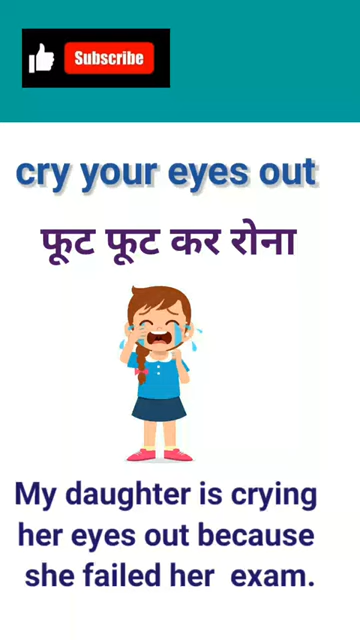 Subscribe
cry your eyes out
फूट फूट कर रोना
My daughter is crying
her eyes out because
she failed her exam.